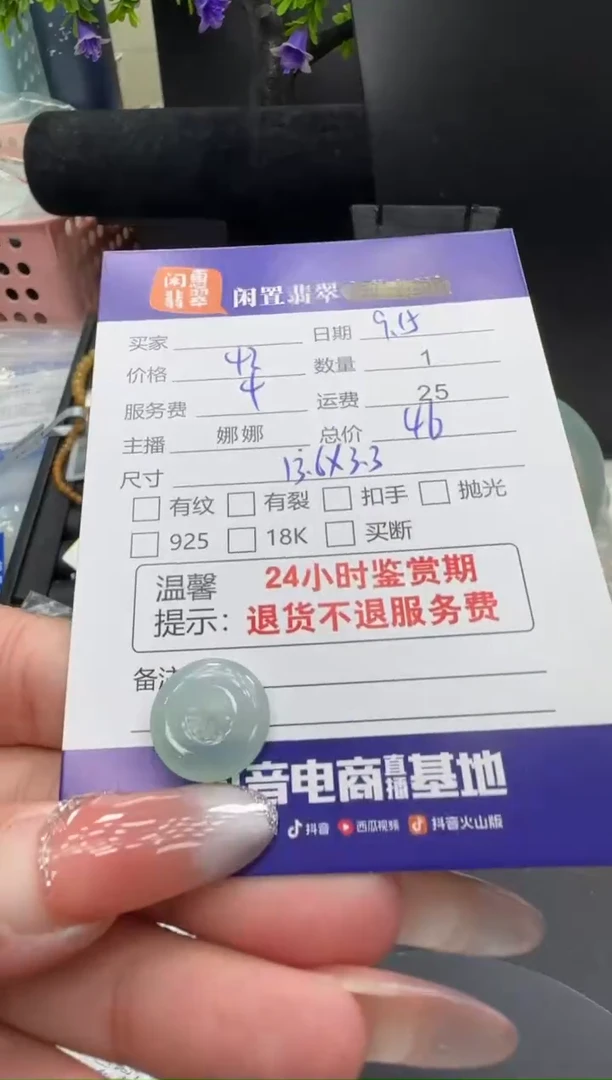 闲置翡翠
闲置翡翠
买家 日期 9.15
价格 42 数量 1
服务费 4 运费 25
主播 娜娜 总价 46
尺寸 13.6X3.3
有纹 有裂 扣手 抛光
925 18K 买断
温馨 24小时鉴赏期
提示: 退货不退服务费
备注
音电商直播基地
抖音 西瓜视频 抖音火山版